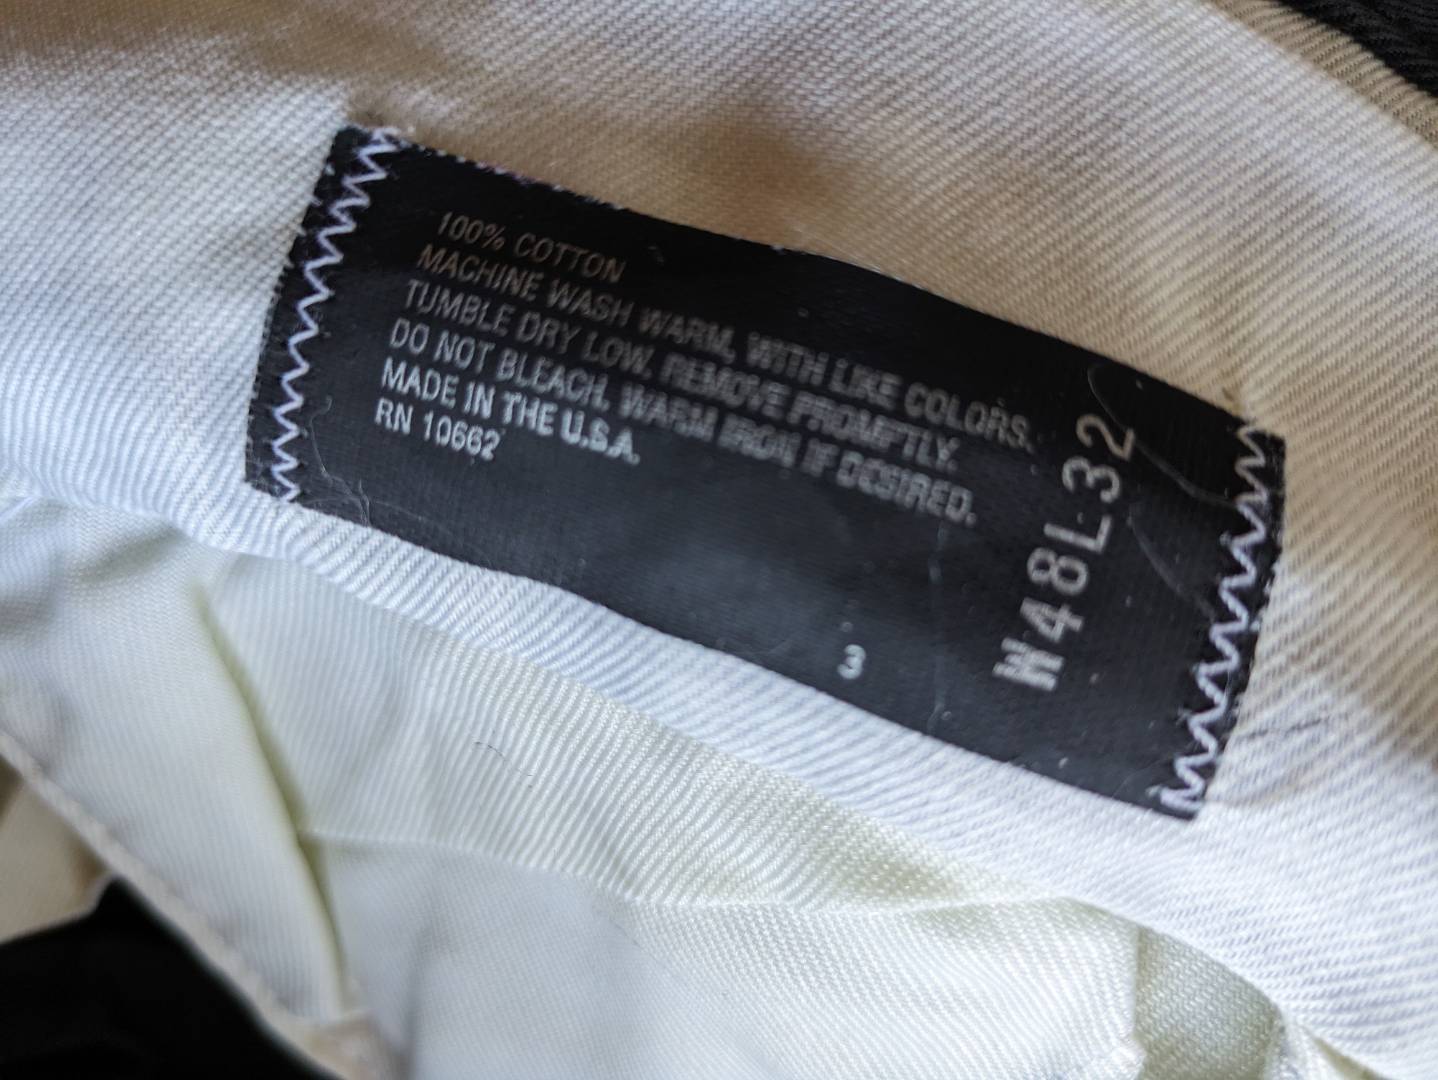 100% COTTON
MACHINE WASH WARM, WITH LIKE COLORS.
TUMBLE DRY LOW. REMOVE PROMPTLY.
DO NOT BLEACH. WARM IRON IF DESIRED.
MADE IN THE U.S.A.
RN 10662
3
W48L32